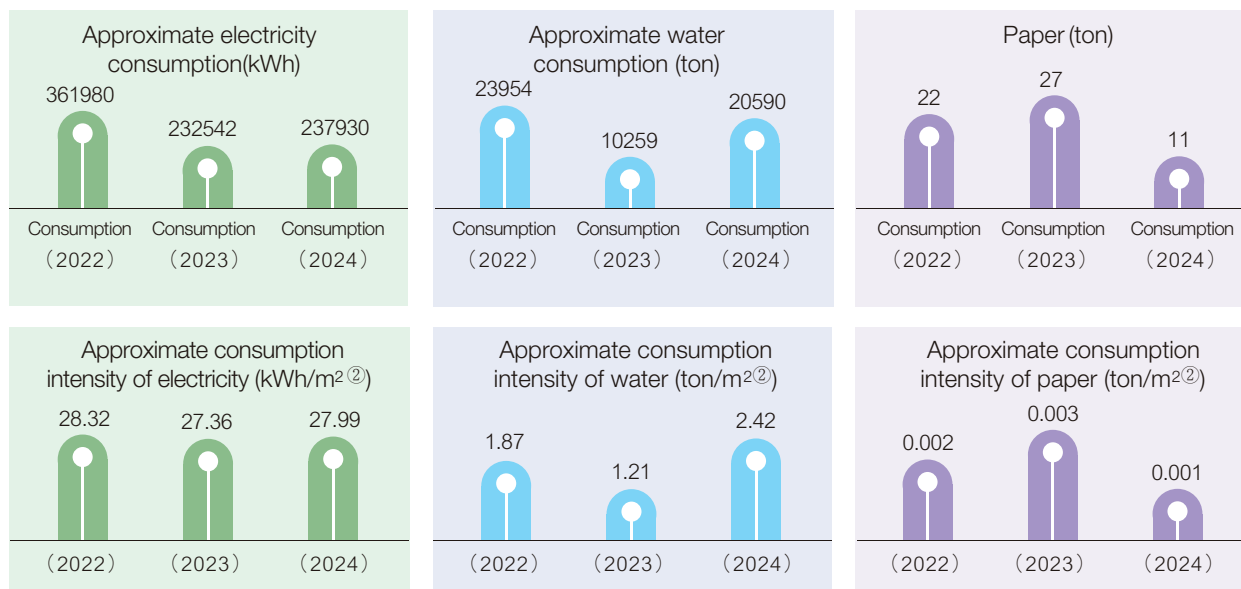 Approximate electricity
consumption(kWh)
361980
232542
237930
Consumption
(2022)
Consumption
(2023)
Consumption
(2024)
Approximate water
consumption (ton)
23954
10259
20590
Consumption
(2022)
Consumption
(2023)
Consumption
(2024)
Paper (ton)
22
27
11
Consumption
(2022)
Consumption
(2023)
Consumption
(2024)
Approximate consumption
intensity of electricity (kWh/m²②)
28.32
27.36
27.99
(2022)
(2023)
(2024)
Approximate consumption
intensity of water (ton/m²②)
1.87
1.21
2.42
(2022)
(2023)
(2024)
Approximate consumption
intensity of paper (ton/m²②)
0.002
0.003
0.001
(2022)
(2023)
(2024)